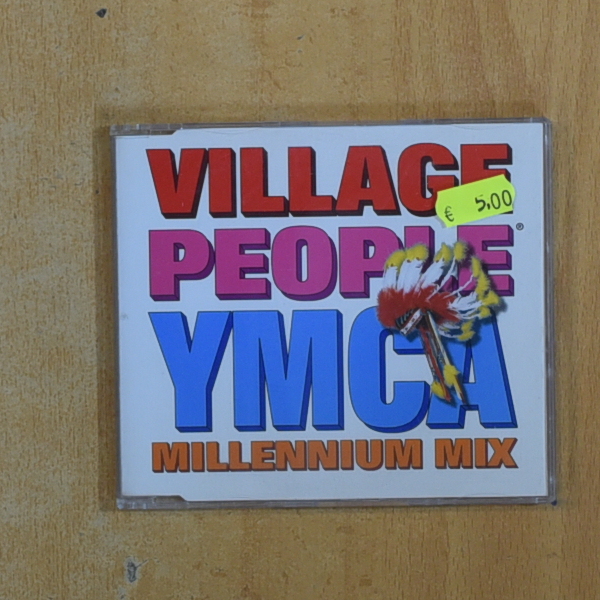 VILLAGE
€ 5,00
PEOPLE®
YMCA
MILLENNIUM MIX